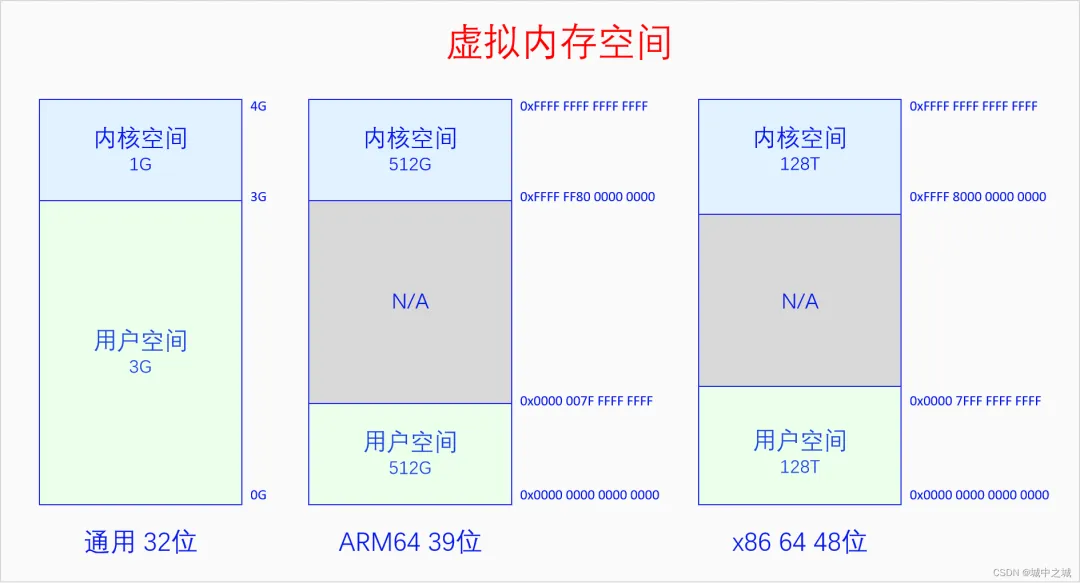 虚拟内存空间
内核空间
1G
4G
3G
用户空间
3G
0G
通用 32位
内核空间
512G
0xFFFF FFFF FFFF FFFF
0xFFFF FF80 0000 0000
N/A
0x0000 007F FFFF FFFF
用户空间
512G
0x0000 0000 0000 0000
ARM64 39位
内核空间
128T
0xFFFF FFFF FFFF FFFF
0xFFFF 8000 0000 0000
N/A
0x0000 7FFF FFFF FFFF
用户空间
128T
0x0000 0000 0000 0000
x86 64 48位
CSDN @城中之城